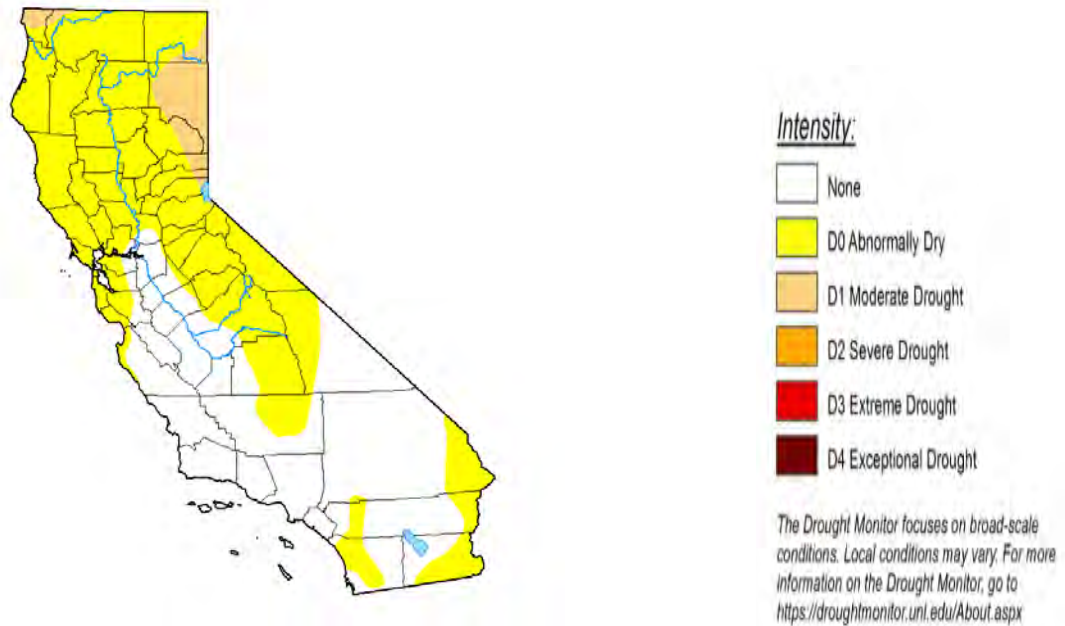 Intensity:
None
D0 Abnormally Dry
D1 Moderate Drought
D2 Severe Drought
D3 Extreme Drought
D4 Exceptional Drought
The Drought Monitor focuses on broad-scale
conditions. Local conditions may vary. For more
information on the Drought Monitor, go to
https://droughtmonitor.unl.edu/About.aspx